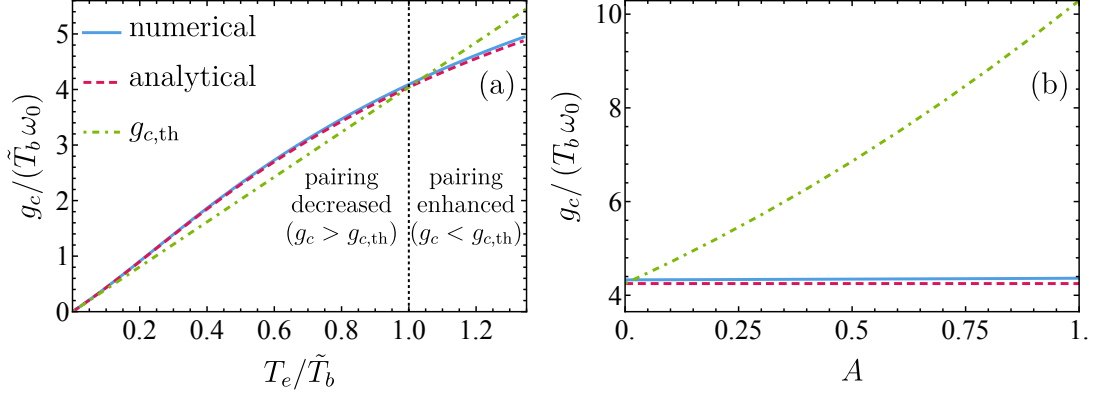 numerical
analytical
g_{c,th}
(a)
pairing
decreased
(g_c > g_{c,th})
pairing
enhanced
(g_c < g_{c,th})
g_c/(T̃_b ω_0)
0
1
2
3
4
5
0.2
0.4
0.6
0.8
1.0
1.2
T_e/T̃_b
(b)
g_c/(T_b ω_0)
4
6
8
10
0.
0.25
0.5
0.75
1.
A